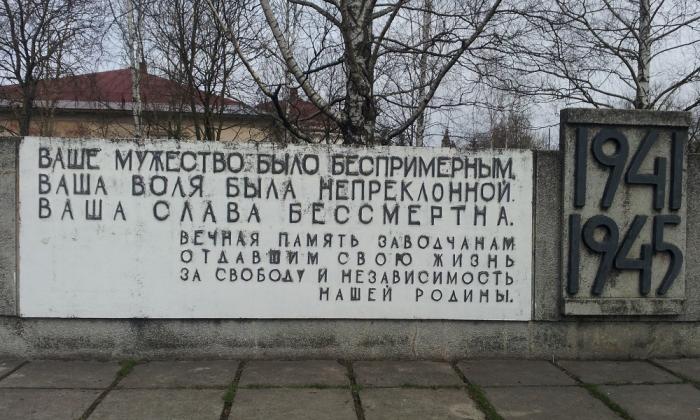 ВАШЕ МУЖЕСТВО БЫЛО БЕСПРИМЕРНЫМ,
ВАША ВОЛЯ БЫЛА НЕПРЕКЛОННОЙ.
ВАША СЛАВА БЕССМЕРТНА.
ВЕЧНАЯ ПАМЯТЬ ЗАВОДЧАНАМ
ОТДАВШИМ СВОЮ ЖИЗНЬ
ЗА СВОБОДУ И НЕЗАВИСИМОСТЬ
НАШЕЙ РОДИНЫ.
1941
1945